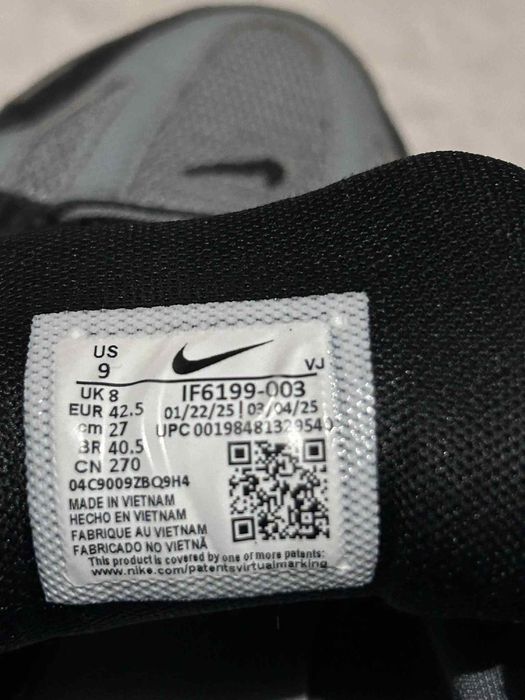 US
9
VJ
UK 8
IF6199-003
EUR 42.5
01/22/25 | 03/04/25
cm 27
UPC 00198481329540
BR 40.5
CN 270
04C9009ZBQ9H4
MADE IN VIETNAM
HECHO EN VIETNAM
FABRIQUE AU VIETNAM
FABRICADO NO VIETNÃ
This product is covered by one of more patents:
www.nike.com/patentsvirtualmarking